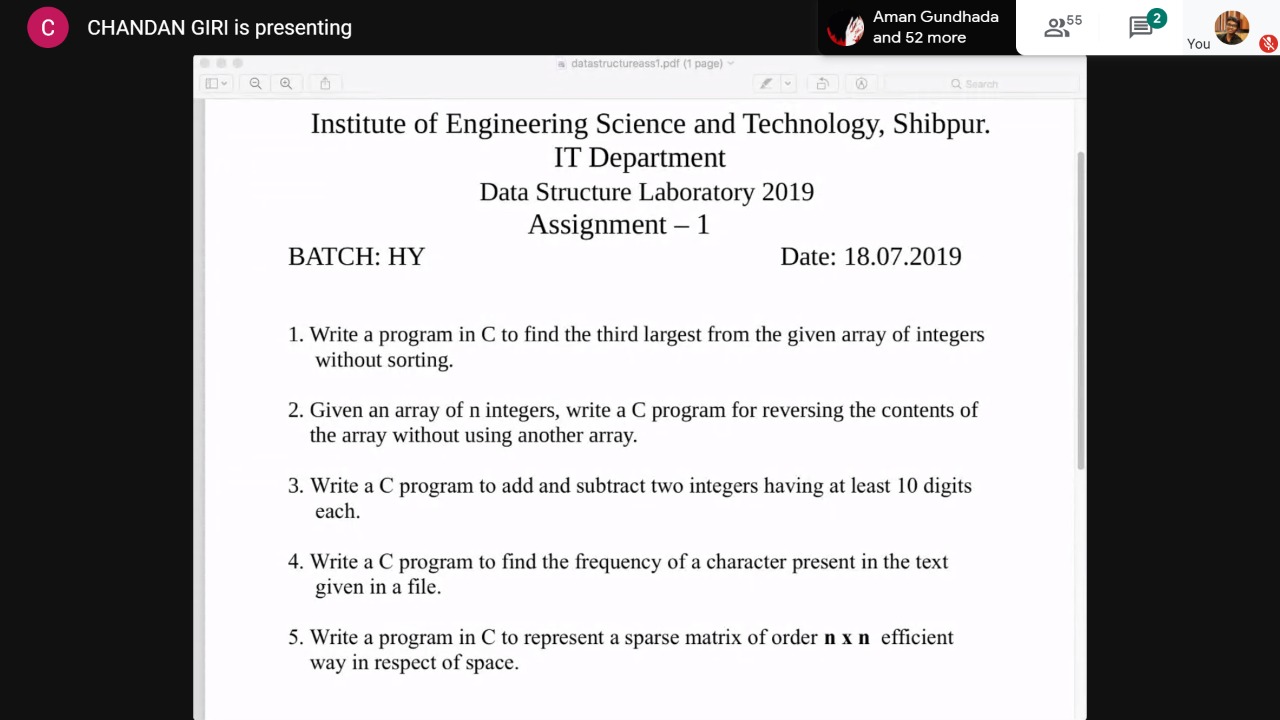 C CHANDAN GIRI is presenting
Aman Gundhada
and 52 more
55
2
You
datastructureass1.pdf (1 page)
Search
Institute of Engineering Science and Technology, Shibpur.
IT Department
Data Structure Laboratory 2019
Assignment – 1
BATCH: HY Date: 18.07.2019
1. Write a program in C to find the third largest from the given array of integers
without sorting.
2. Given an array of n integers, write a C program for reversing the contents of
the array without using another array.
3. Write a C program to add and subtract two integers having at least 10 digits
each.
4. Write a C program to find the frequency of a character present in the text
given in a file.
5. Write a program in C to represent a sparse matrix of order n x n efficient
way in respect of space.